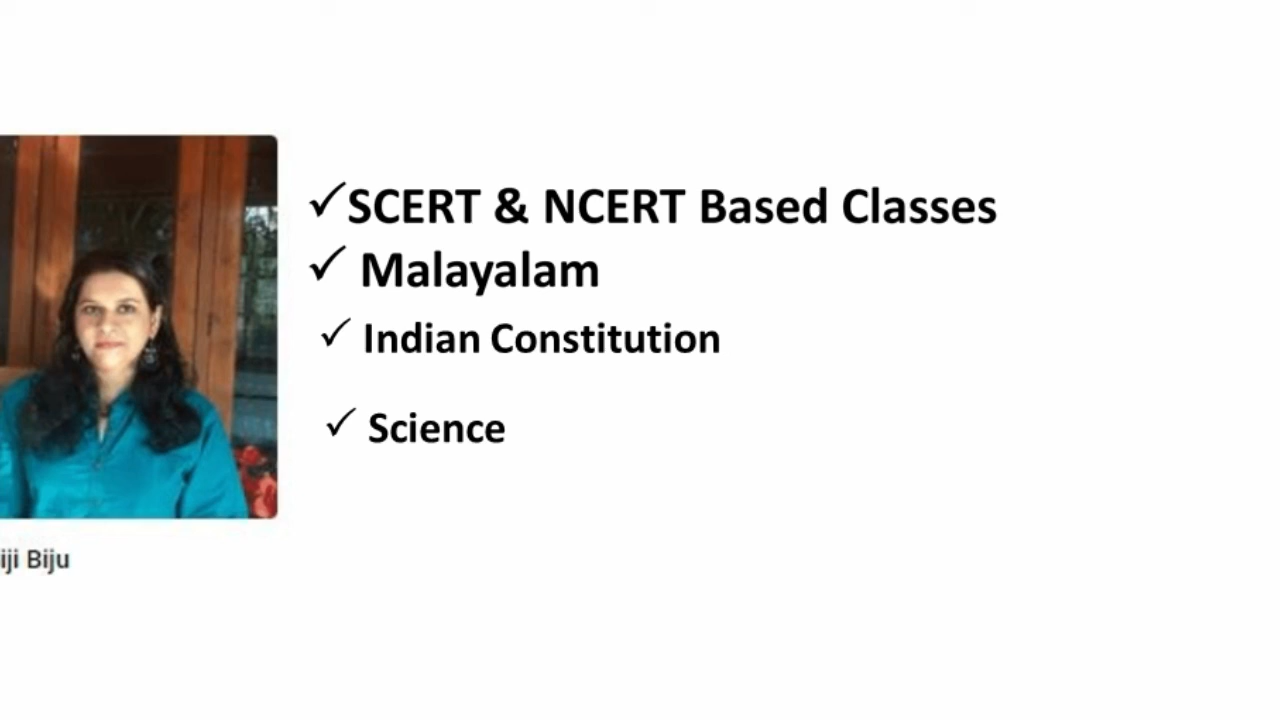 ✓SCERT & NCERT Based Classes
✓ Malayalam
✓ Indian Constitution
✓ Science
Biju